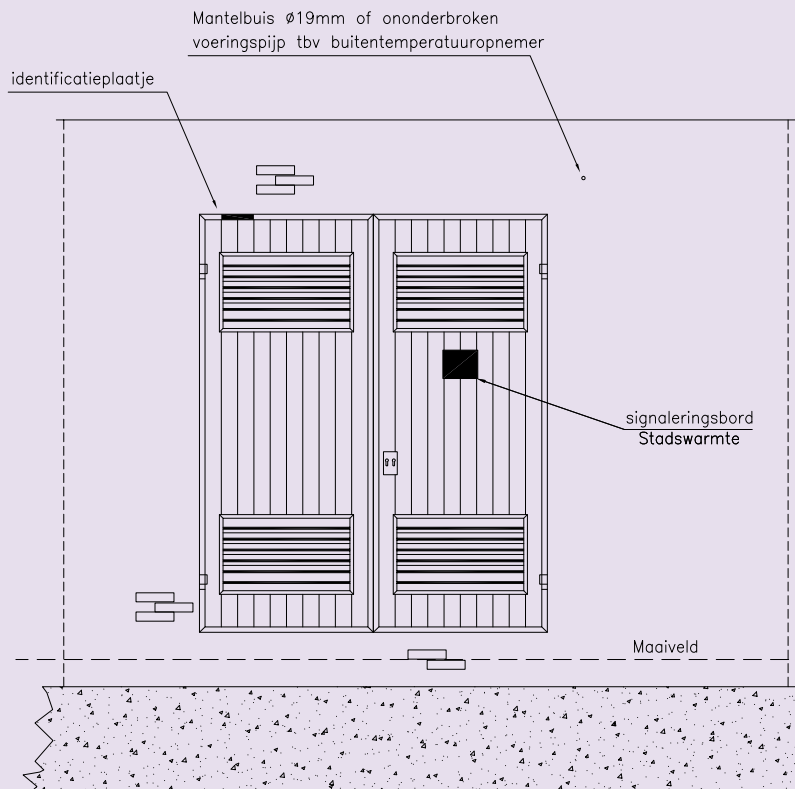 Mantelbuis ø19mm of ononderbroken
voeringspijp tbv buitentemperatuuropnemer
identificatieplaatje
signaleringsbord
Stadswarmte
Maaiveld